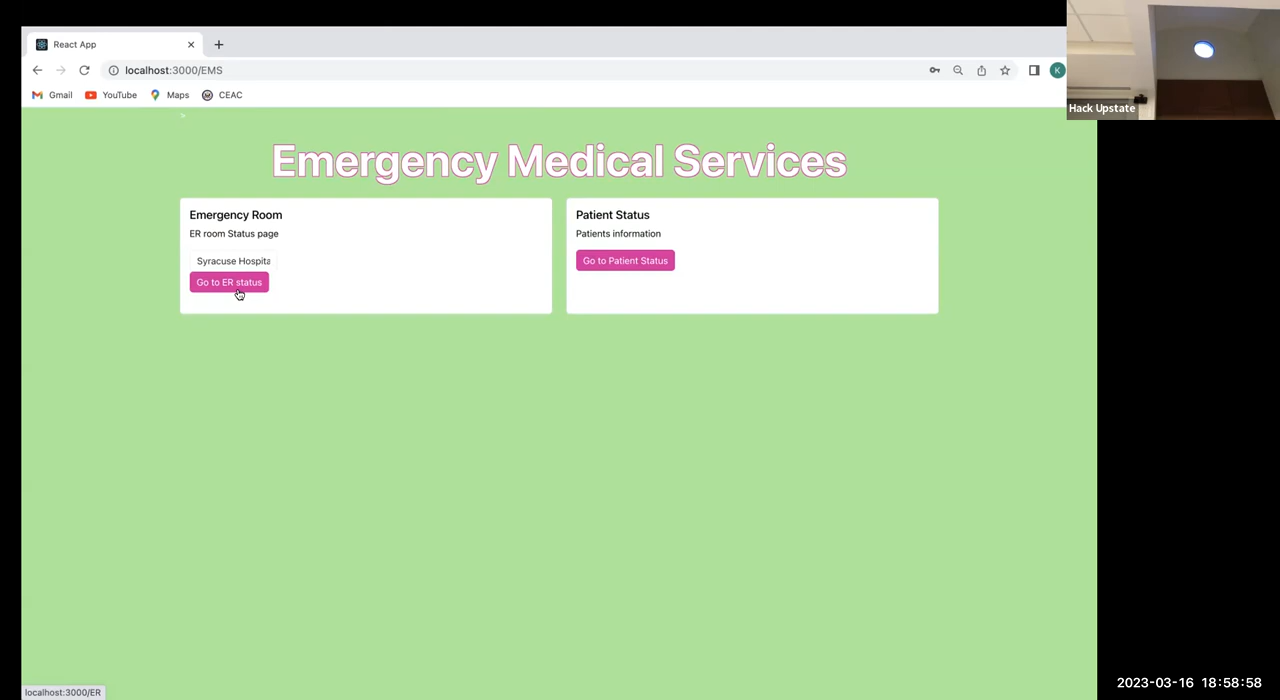 React App
localhost:3000/EMS
K
Gmail
YouTube
Maps
CEAC
Hack Upstate
>
Emergency Medical Services
Emergency Room
ER room Status page
Syracuse Hospita
Go to ER status
Patient Status
Patients information
Go to Patient Status
localhost:3000/ER
2023-03-16 18:58:58